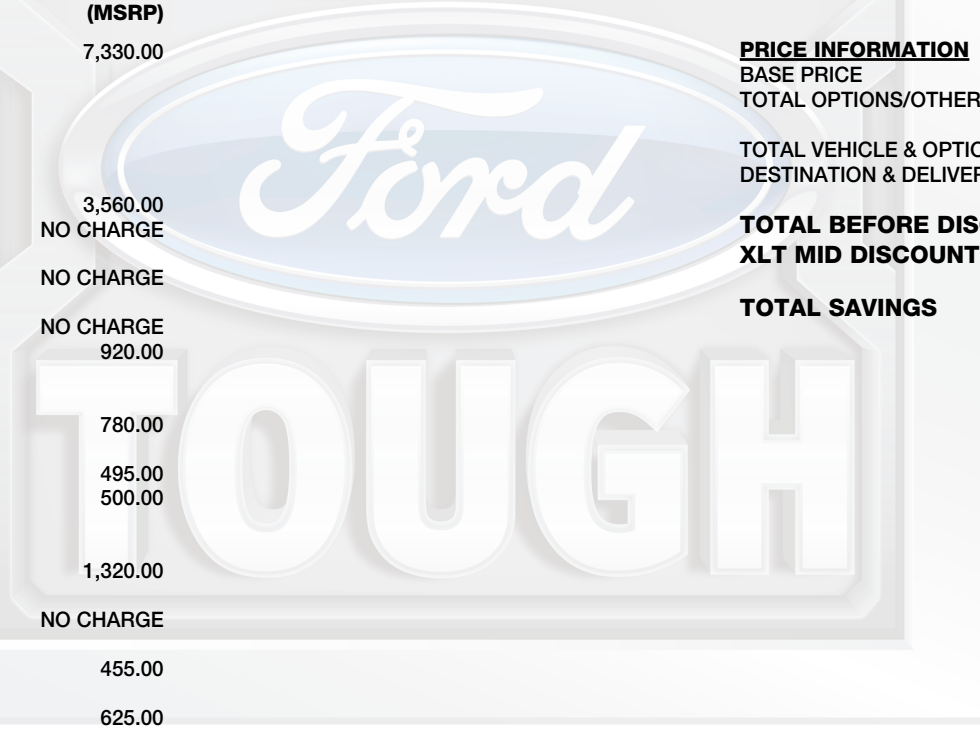 (MSRP)
7,330.00
3,560.00
NO CHARGE
NO CHARGE
NO CHARGE
920.00
780.00
495.00
500.00
1,320.00
NO CHARGE
455.00
625.00
PRICE INFORMATION
BASE PRICE
TOTAL OPTIONS/OTHER
TOTAL VEHICLE & OPTIO
DESTINATION & DELIVER
TOTAL BEFORE DIS
XLT MID DISCOUNT
TOTAL SAVINGS
Ford
TOUGH